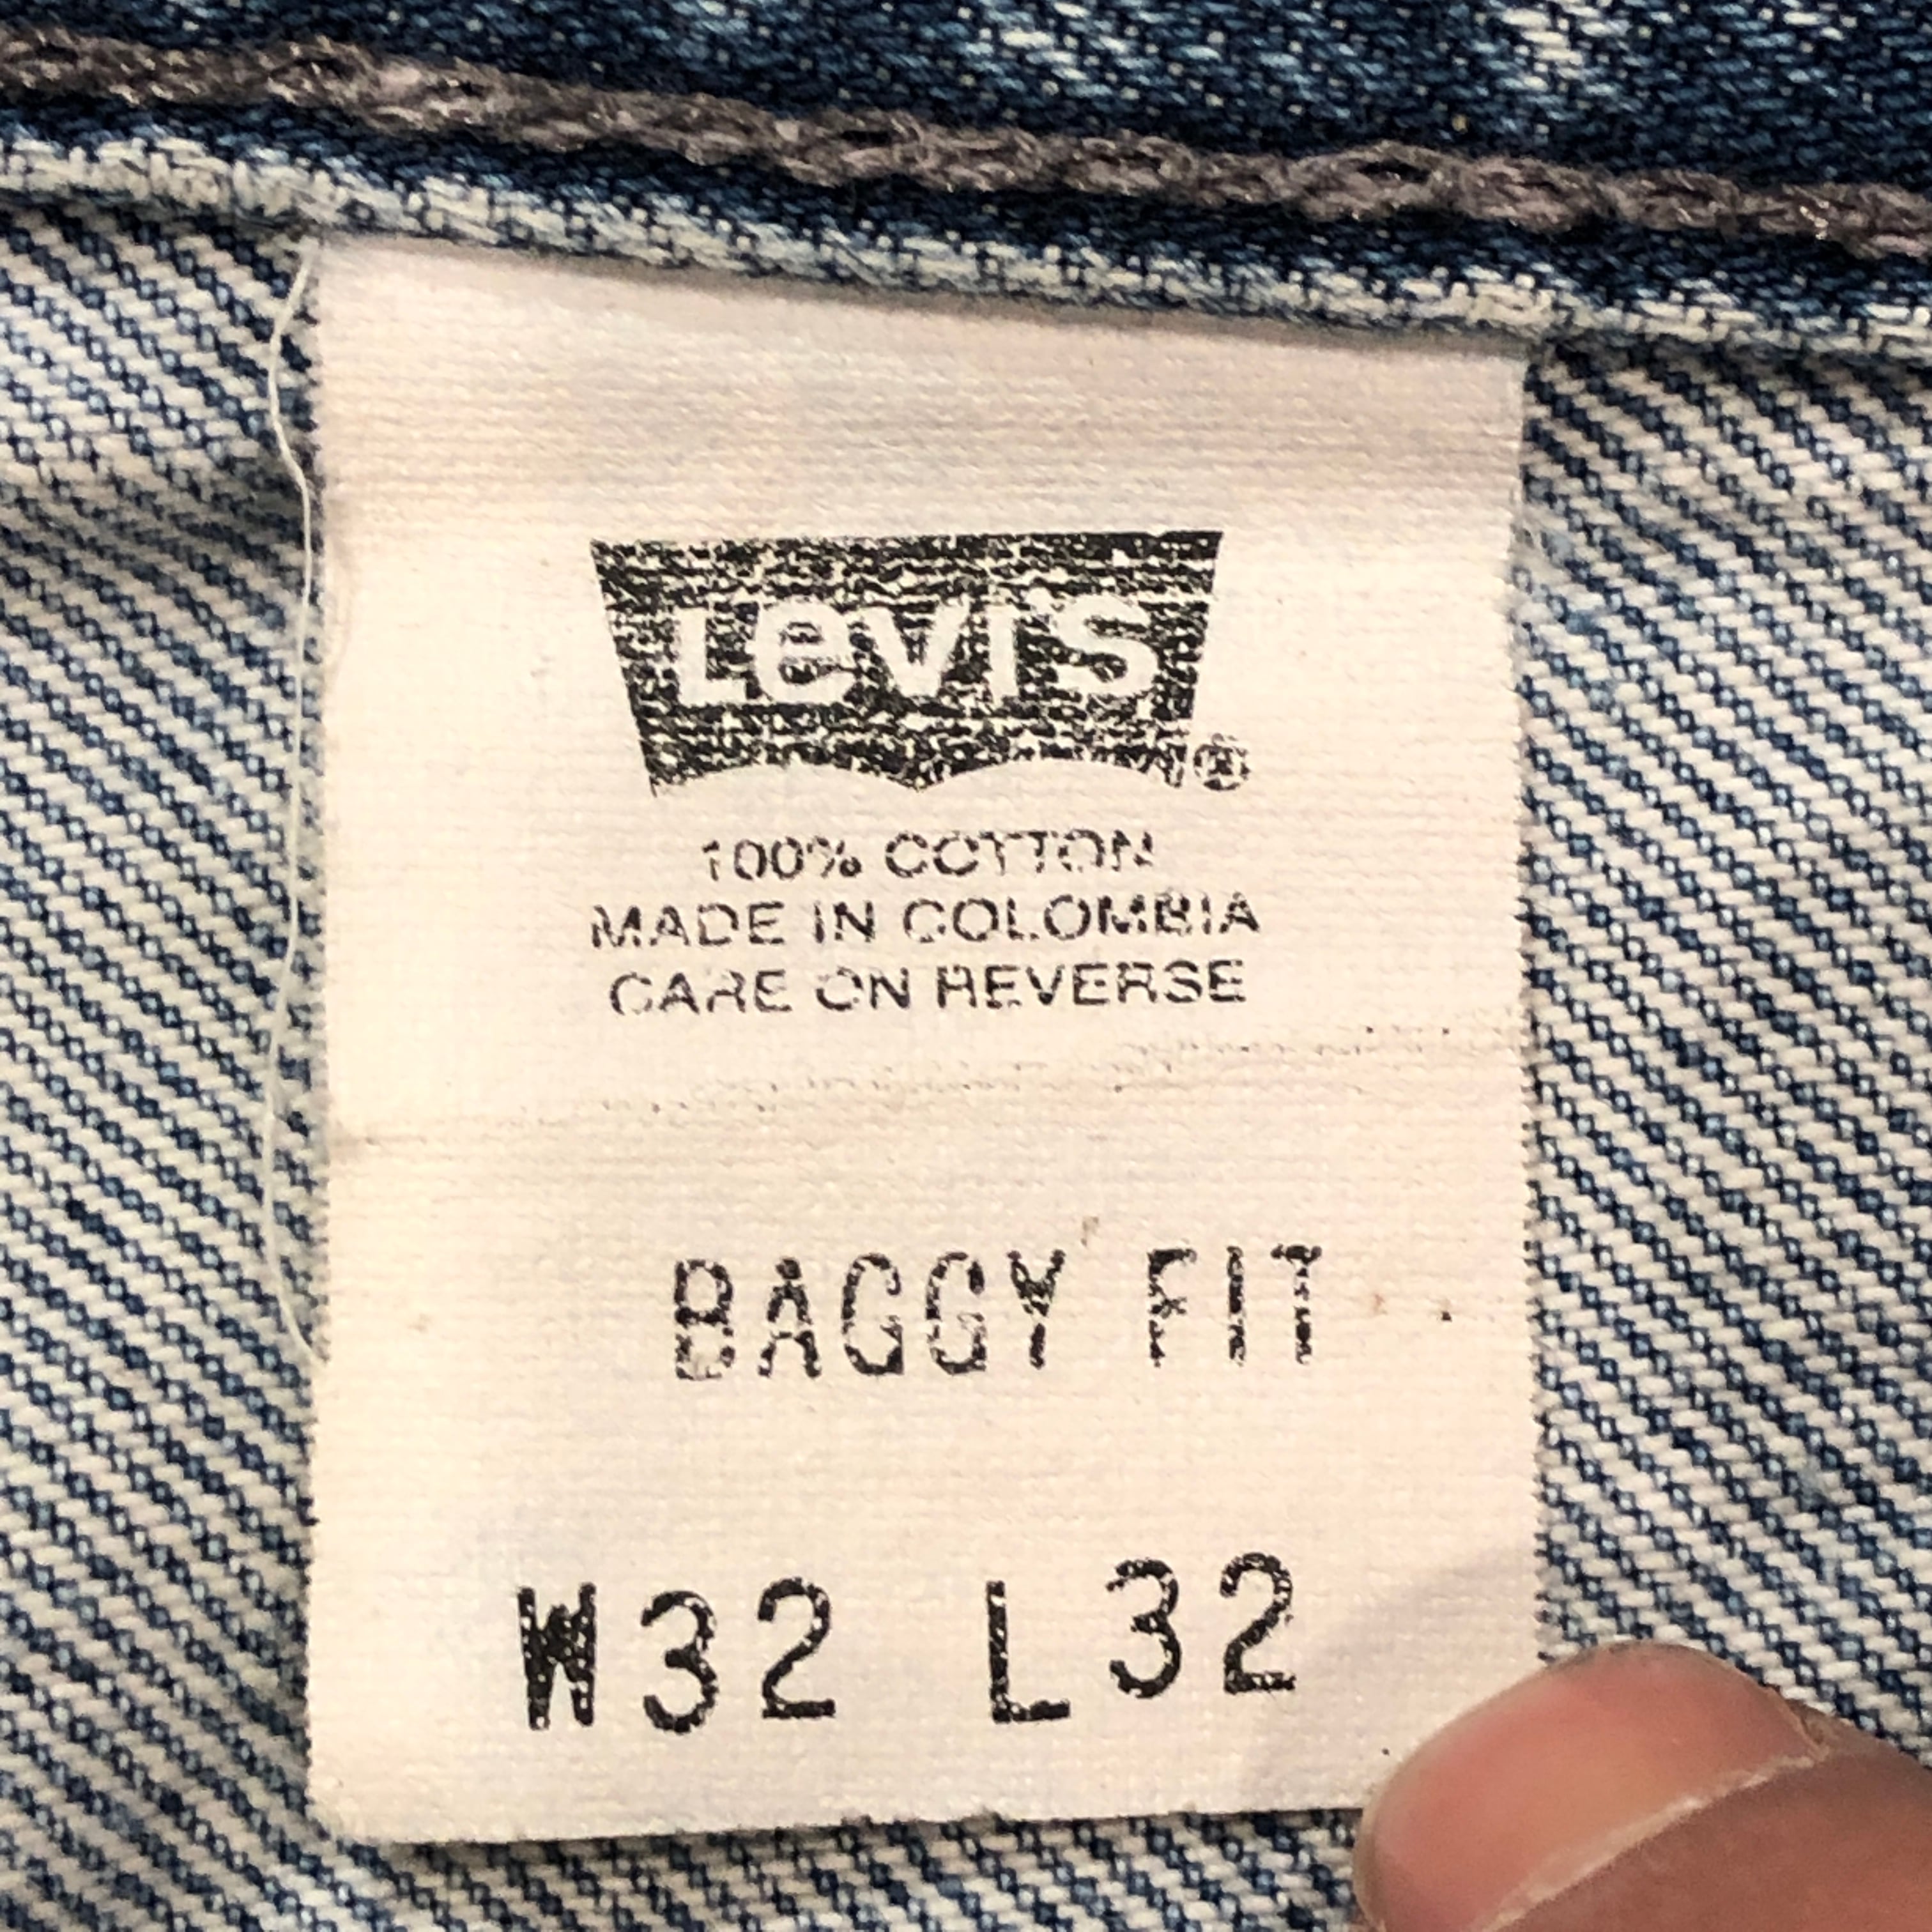 Levi's ®
100% COTTON
MADE IN COLOMBIA
CARE ON REVERSE
BAGGY FIT
W32 L32